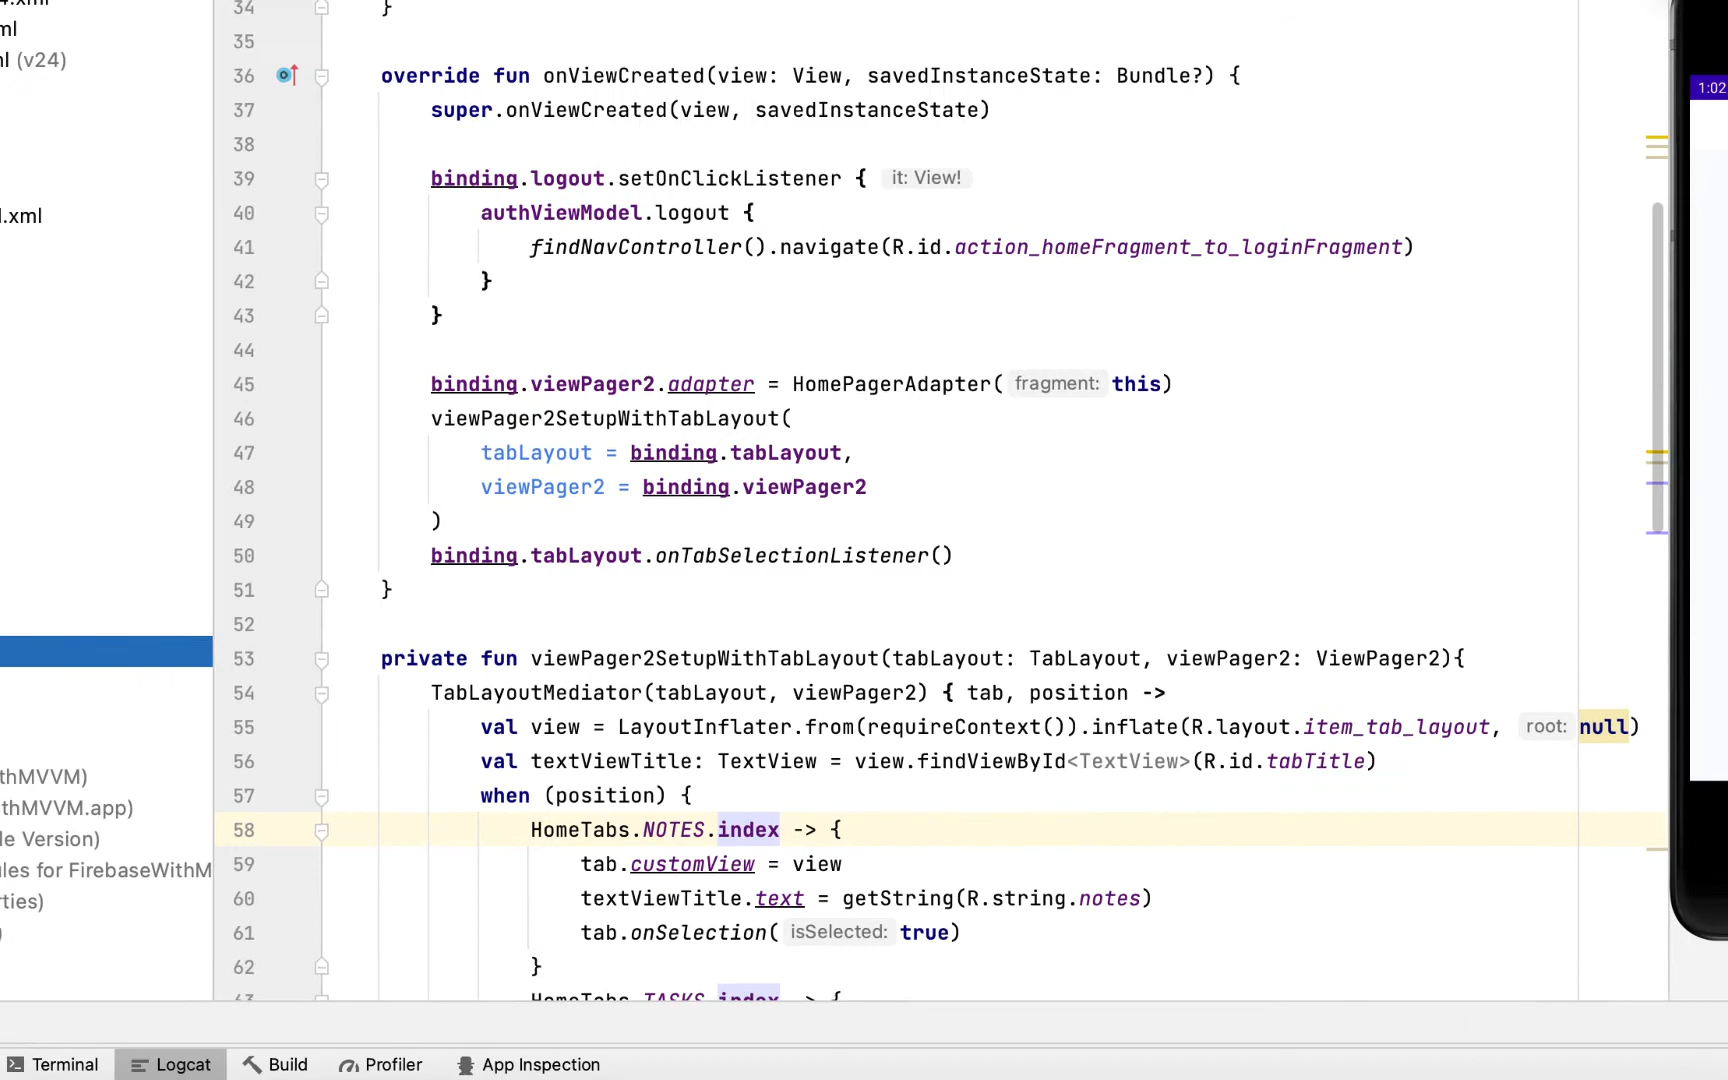 ml
ml (v24)
.xml
thMVVM)
thMVVM.app)
le Version)
les for FirebaseWithM
rties)
)
34 }
35
36 override fun onViewCreated(view: View, savedInstanceState: Bundle?) {
37 super.onViewCreated(view, savedInstanceState)
38
39 binding.logout.setOnClickListener { it: View!
40 authViewModel.logout {
41 findNavController().navigate(R.id.action_homeFragment_to_loginFragment)
42 }
43 }
44
45 binding.viewPager2.adapter = HomePagerAdapter( fragment: this)
46 viewPager2SetupWithTabLayout(
47 tabLayout = binding.tabLayout,
48 viewPager2 = binding.viewPager2
49 )
50 binding.tabLayout.onTabSelectionListener()
51 }
52
53 private fun viewPager2SetupWithTabLayout(tabLayout: TabLayout, viewPager2: ViewPager2){
54 TabLayoutMediator(tabLayout, viewPager2) { tab, position ->
55 val view = LayoutInflater.from(requireContext()).inflate(R.layout.item_tab_layout, root: null)
56 val textViewTitle: TextView = view.findViewById<TextView>(R.id.tabTitle)
57 when (position) {
58 HomeTabs.NOTES.index -> {
59 tab.customView = view
60 textViewTitle.text = getString(R.string.notes)
61 tab.onSelection( isSelected: true)
62 }
63 HomeTabs.TASKS.index -> {
1:02
Terminal
Logcat
Build
Profiler
App Inspection